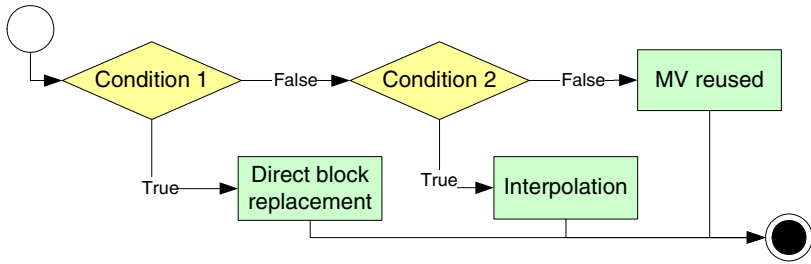 Condition 1
False
Condition 2
False
MV reused
True
Direct block
replacement
True
Interpolation